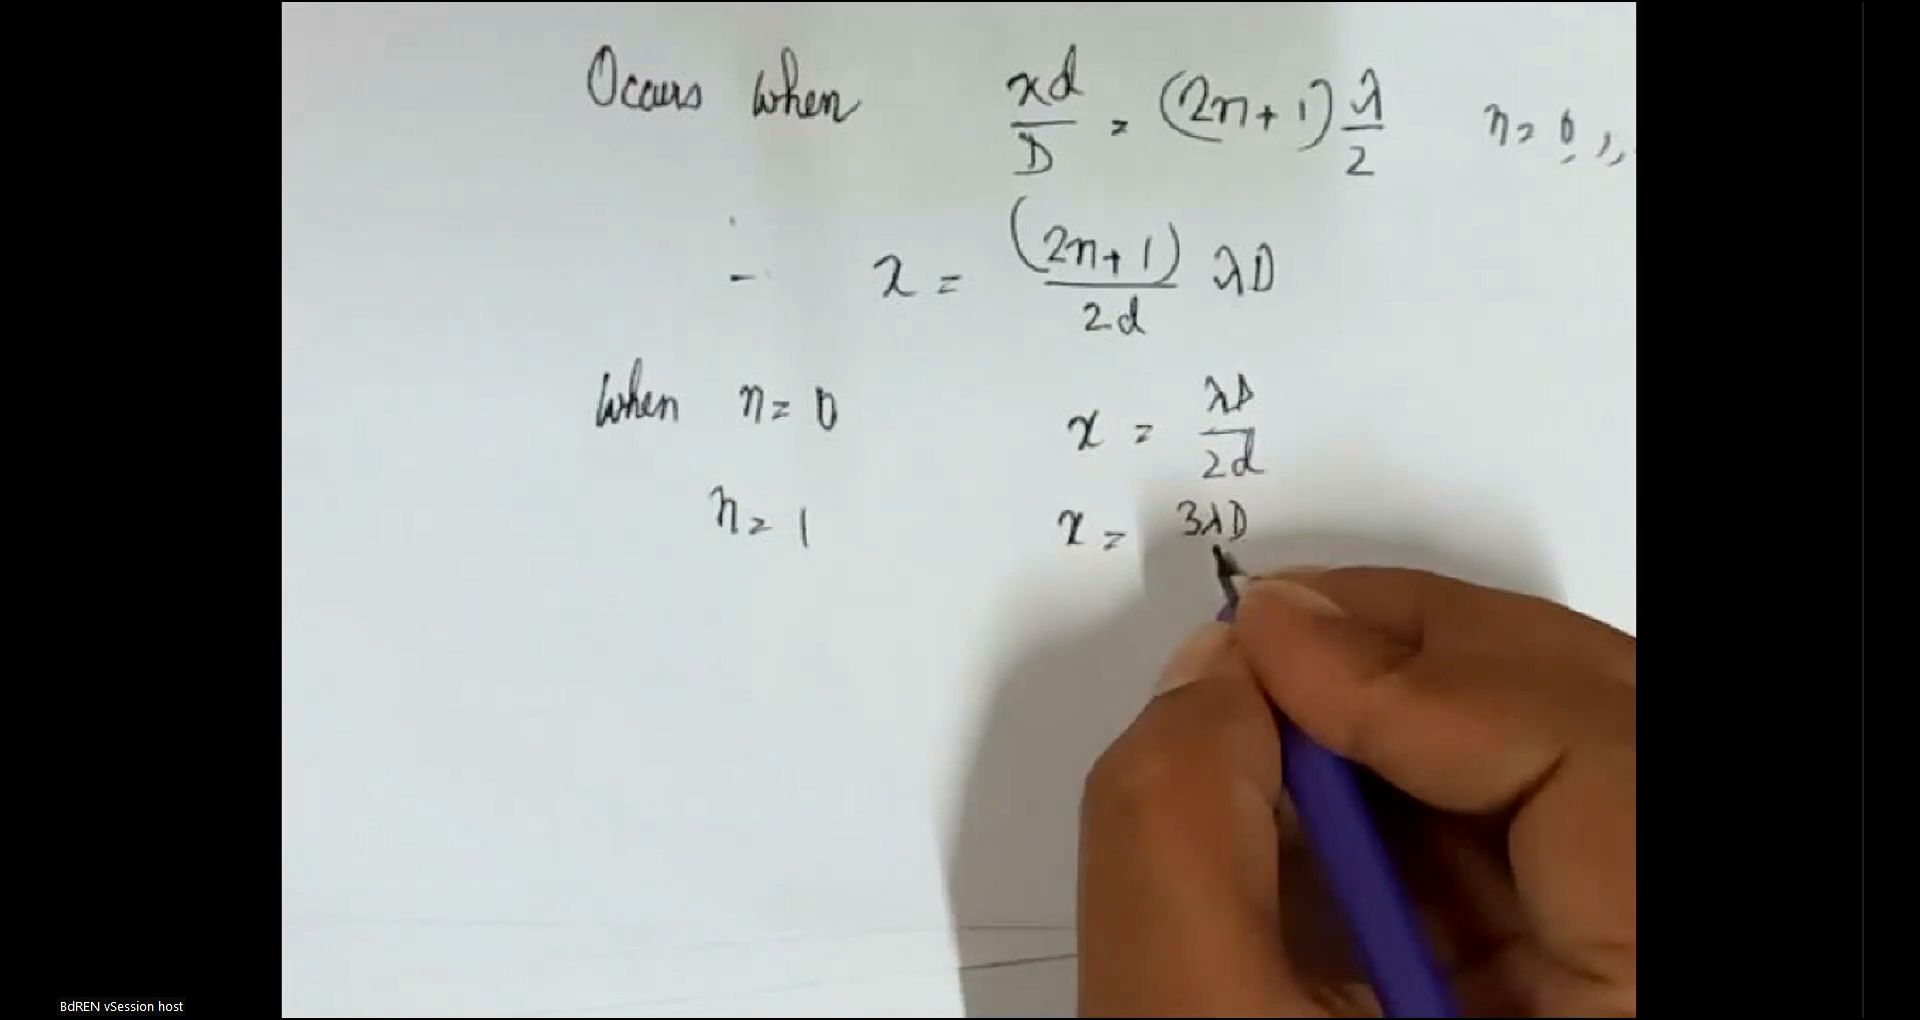 Occurs when xd/D = (2n+1) λ/2 n = 0, 1,
∴ x = (2n+1)/2d λD
When n = 0 x = λD/2d
n = 1 x = 3λD
BdREN vSession host